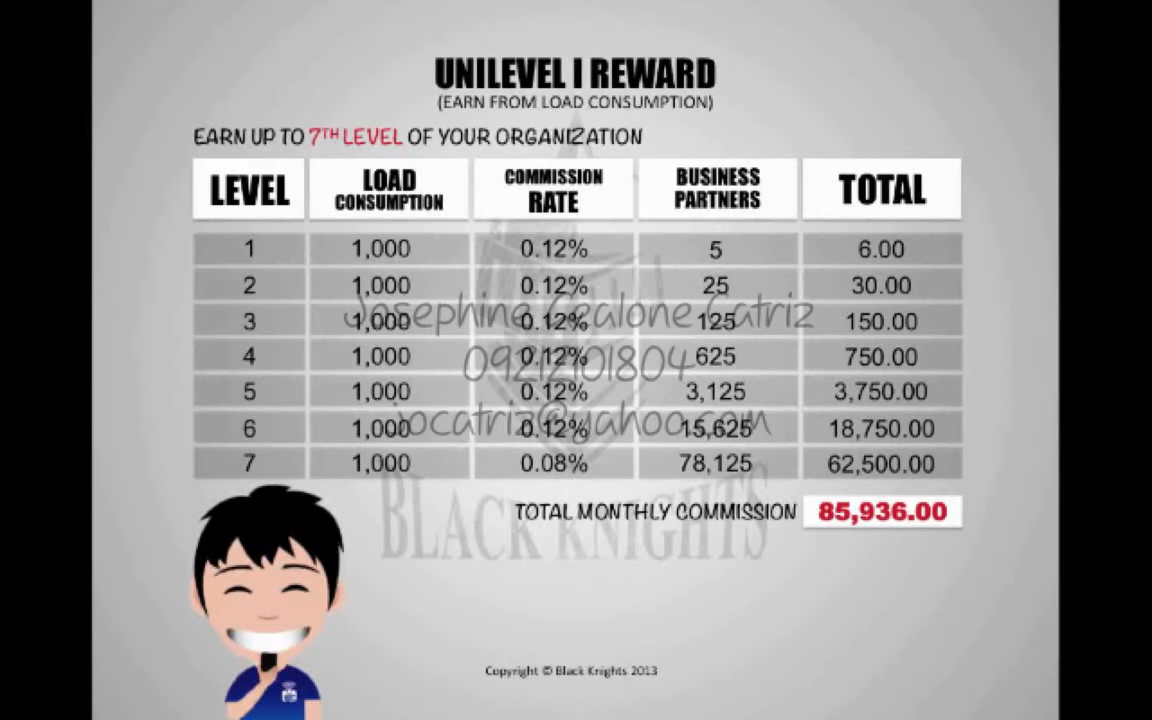 UNILEVEL I REWARD
(EARN FROM LOAD CONSUMPTION)
EARN UP TO 7TH LEVEL OF YOUR ORGANIZATION
LEVEL LOAD CONSUMPTION COMMISSION RATE BUSINESS PARTNERS TOTAL
1 1,000 0.12% 5 6.00
2 1,000 0.12% 25 30.00
Josephine Cealone Catriz
3 1,000 0.12% 125 150.00
4 1,000 0.12% 625 750.00
09212101804
5 1,000 0.12% 3,125 3,750.00
jocatriz@yahoo.com
6 1,000 0.12% 15,625 18,750.00
7 1,000 0.08% 78,125 62,500.00
TOTAL MONTHLY COMMISSION 85,936.00
BLACK KNIGHTS
Copyright © Black Knights 2013